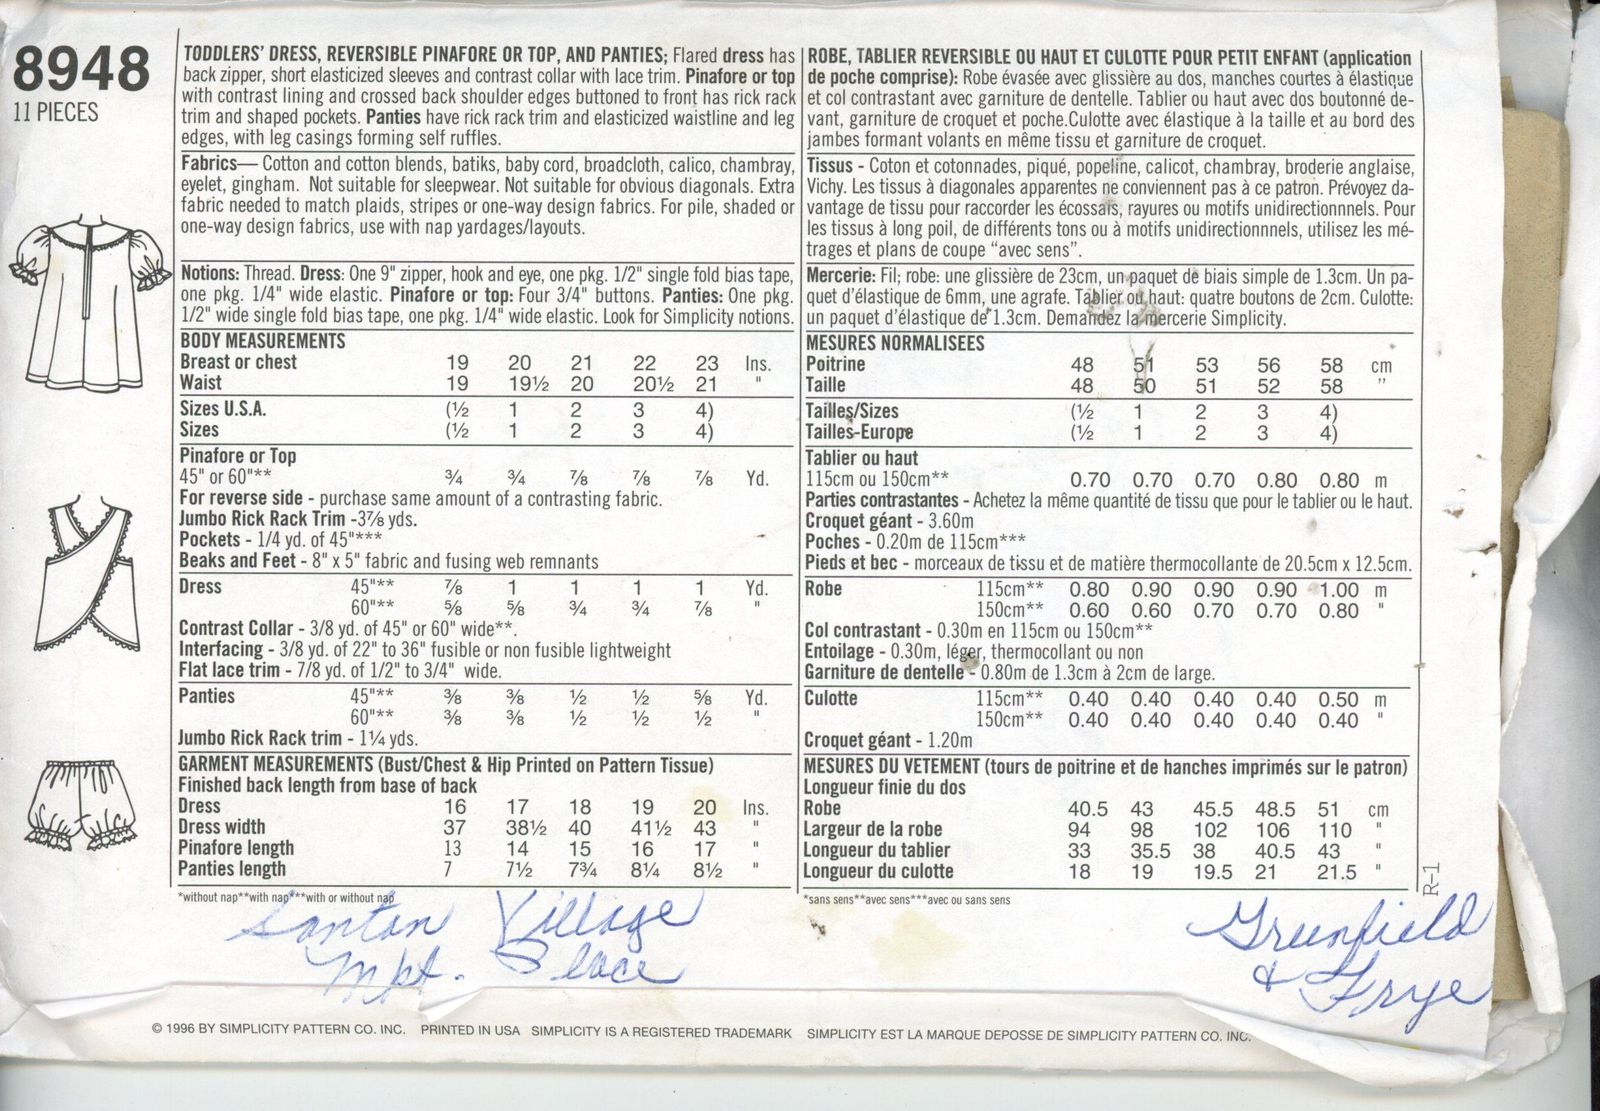 8948
11 PIECES
TODDLERS' DRESS, REVERSIBLE PINAFORE OR TOP, AND PANTIES; Flared dress has
back zipper, short elasticized sleeves and contrast collar with lace trim. Pinafore or top
with contrast lining and crossed back shoulder edges buttoned to front has rick rack
trim and shaped pockets. Panties have rick rack trim and elasticized waistline and leg
edges, with leg casings forming self ruffles.
Fabrics— Cotton and cotton blends, batiks, baby cord, broadcloth, calico, chambray,
eyelet, gingham. Not suitable for sleepwear. Not suitable for obvious diagonals. Extra
fabric needed to match plaids, stripes or one-way design fabrics. For pile, shaded or
one-way design fabrics, use with nap yardages/layouts.
Notions: Thread. Dress: One 9" zipper, hook and eye, one pkg. 1/2" single fold bias tape,
one pkg. 1/4" wide elastic. Pinafore or top: Four 3/4" buttons. Panties: One pkg.
1/2" wide single fold bias tape, one pkg. 1/4" wide elastic. Look for Simplicity notions.
BODY MEASUREMENTS
Breast or chest 19 20 21 22 23 Ins.
Waist 19 19½ 20 20½ 21 "
Sizes U.S.A. (½ 1 2 3 4)
Sizes (½ 1 2 3 4)
Pinafore or Top
45" or 60"** ¾ ¾ ⅞ ⅞ ⅞ Yd.
For reverse side - purchase same amount of a contrasting fabric.
Jumbo Rick Rack Trim -3⅞ yds.
Pockets - 1/4 yd. of 45"***
Beaks and Feet - 8" x 5" fabric and fusing web remnants
Dress 45"** ⅞ 1 1 1 1 Yd.
60"** ⅝ ⅝ ¾ ¾ ⅞ "
Contrast Collar - 3/8 yd. of 45" or 60" wide**.
Interfacing - 3/8 yd. of 22" to 36" fusible or non fusible lightweight
Flat lace trim - 7/8 yd. of 1/2" to 3/4" wide.
Panties 45"** ⅜ ⅜ ½ ½ ⅝ Yd.
60"** ⅜ ⅜ ½ ½ ½ "
Jumbo Rick Rack trim - 1¼ yds.
GARMENT MEASUREMENTS (Bust/Chest & Hip Printed on Pattern Tissue)
Finished back length from base of back
Dress 16 17 18 19 20 Ins.
Dress width 37 38½ 40 41½ 43 "
Pinafore length 13 14 15 16 17 "
Panties length 7 7½ 7¾ 8¼ 8½ "
*without nap**with nap***with or without nap
ROBE, TABLIER REVERSIBLE OU HAUT ET CULOTTE POUR PETIT ENFANT (application
de poche comprise): Robe évasée avec glissière au dos, manches courtes à élastique
et col contrastant avec garniture de dentelle. Tablier ou haut avec dos boutonné de-
vant, garniture de croquet et poche.Culotte avec élastique à la taille et au bord des
jambes formant volants en même tissu et garniture de croquet.
Tissus - Coton et cotonnades, piqué, popeline, calicot, chambray, broderie anglaise,
Vichy. Les tissus à diagonales apparentes ne conviennent pas à ce patron. Prévoyez da-
vantage de tissu pour raccorder les écossais, rayures ou motifs unidirectionnnels. Pour
les tissus à long poil, de différents tons ou à motifs unidirectionnnels, utilisez les mé-
trages et plans de coupe "avec sens".
Mercerie: Fil; robe: une glissière de 23cm, un paquet de biais simple de 1.3cm. Un pa-
quet d'élastique de 6mm, une agrafe. Tablier ou haut: quatre boutons de 2cm. Culotte:
un paquet d'élastique de 1.3cm. Demandez la mercerie Simplicity.
MESURES NORMALISEES
Poitrine 48 51 53 56 58 cm
Taille 48 50 51 52 58 "
Tailles/Sizes (½ 1 2 3 4)
Tailles-Europe (½ 1 2 3 4)
Tablier ou haut
115cm ou 150cm** 0.70 0.70 0.70 0.80 0.80 m
Parties contrastantes - Achetez la même quantité de tissu que pour le tablier ou le haut.
Croquet géant - 3.60m
Poches - 0.20m de 115cm***
Pieds et bec - morceaux de tissu et de matière thermocollante de 20.5cm x 12.5cm.
Robe 115cm** 0.80 0.90 0.90 0.90 1.00 m
150cm** 0.60 0.60 0.70 0.70 0.80 "
Col contrastant - 0.30m en 115cm ou 150cm**
Entoilage - 0.30m, léger, thermocollant ou non
Garniture de dentelle - 0.80m de 1.3cm à 2cm de large.
Culotte 115cm** 0.40 0.40 0.40 0.40 0.50 m
150cm** 0.40 0.40 0.40 0.40 0.40 "
Croquet géant - 1.20m
MESURES DU VETEMENT (tours de poitrine et de hanches imprimés sur le patron)
Longueur finie du dos
Robe 40.5 43 45.5 48.5 51 cm
Largeur de la robe 94 98 102 106 110 "
Longueur du tablier 33 35.5 38 40.5 43 "
Longueur du culotte 18 19 19.5 21 21.5 "
*sans sens**avec sens***avec ou sans sens
R-1
Santan Village
Mkt. Place
Greenfield
& Frye
© 1996 BY SIMPLICITY PATTERN CO. INC. PRINTED IN USA SIMPLICITY IS A REGISTERED TRADEMARK SIMPLICITY EST LA MARQUE DEPOSSE DE SIMPLICITY PATTERN CO. INC.